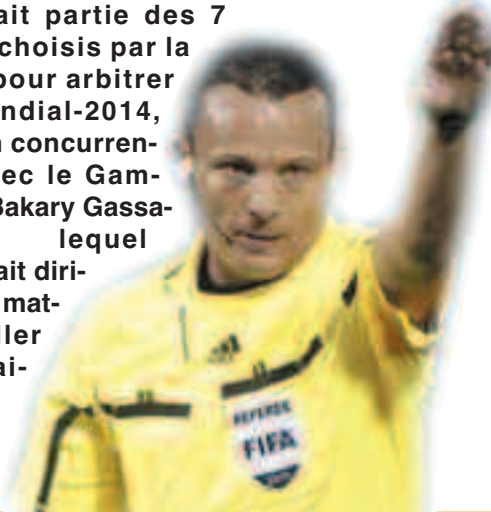 ait partie des 7
choisis par la
pour arbitrer
ndial-2014,
concurren-
ec le Gam-
Bakary Gassa-
lequel
ait diri-
mat-
ller
ai-
REFEREE
FIFA